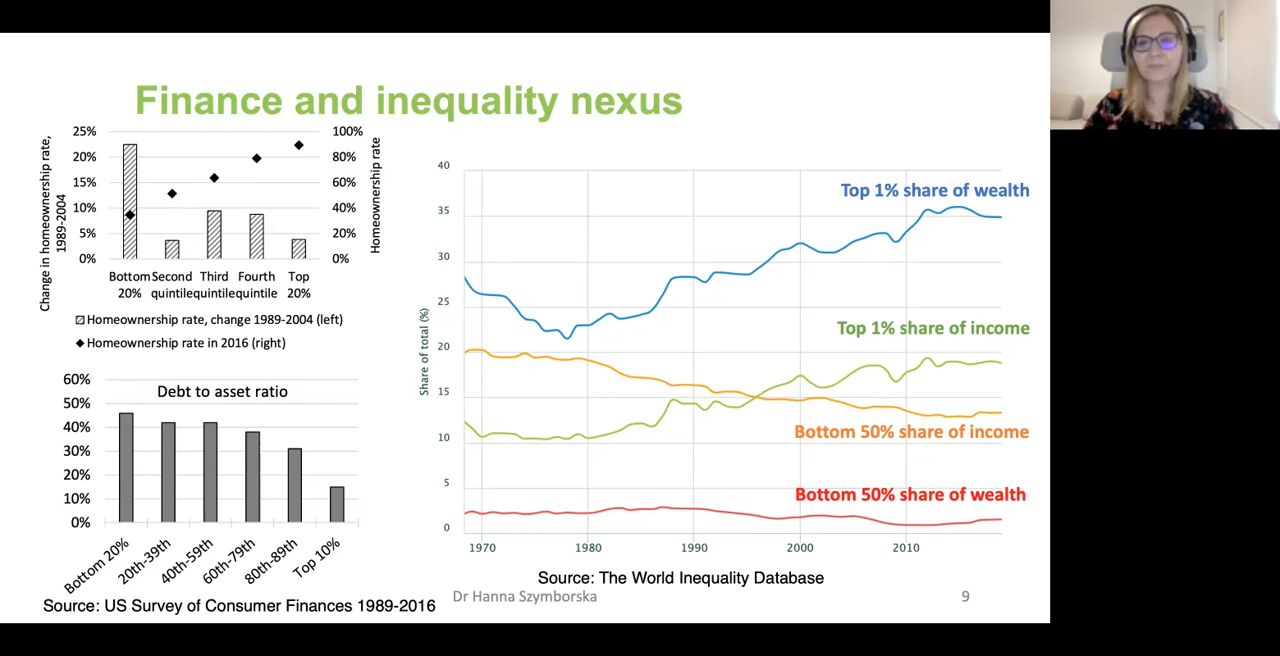 Finance and inequality nexus
Change in homeownership rate,
1989-2004
25%
20%
15%
10%
5%
0%
100%
80%
60%
40%
20%
0%
Homeownership rate
Bottom Second Third Fourth Top
20% quintile quintile quintile 20%
Homeownership rate, change 1989-2004 (left)
Homeownership rate in 2016 (right)
Debt to asset ratio
60%
50%
40%
30%
20%
10%
0%
Bottom 20%
20th-39th
40th-59th
60th-79th
80th-89th
Top 10%
Source: US Survey of Consumer Finances 1989-2016
Share of total (%)
40
35
30
25
20
15
10
5
0
Top 1% share of wealth
Top 1% share of income
Bottom 50% share of income
Bottom 50% share of wealth
1970 1980 1990 2000 2010
Source: The World Inequality Database
Dr Hanna Szymborska
9